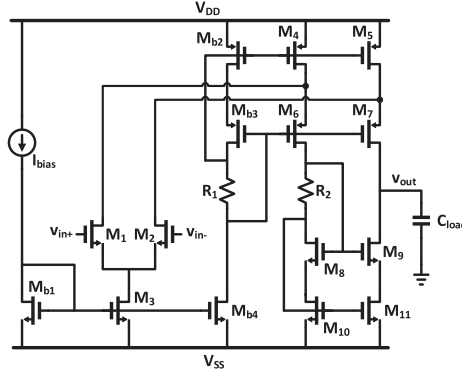 VDD
Mb2
M4
M5
Mb3
M6
M7
Ibias
R1
R2
vout
Cload
vin+
M1
M2
vin-
M8
M9
Mb1
M3
Mb4
M10
M11
VSS